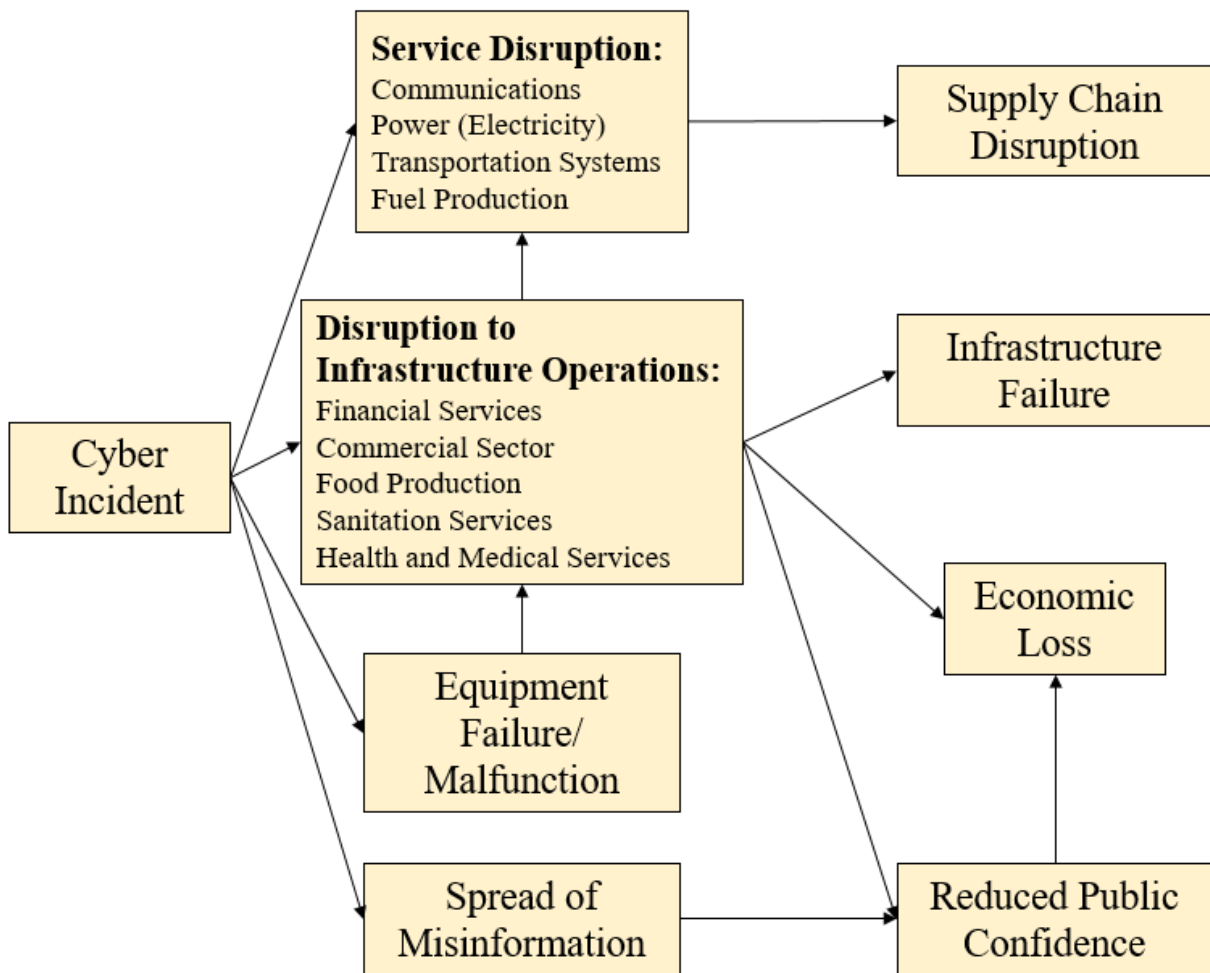 Service Disruption:
Communications
Power (Electricity)
Transportation Systems
Fuel Production
Supply Chain
Disruption
Disruption to
Infrastructure Operations:
Financial Services
Commercial Sector
Food Production
Sanitation Services
Health and Medical Services
Infrastructure
Failure
Cyber
Incident
Economic
Loss
Equipment
Failure/
Malfunction
Spread of
Misinformation
Reduced Public
Confidence